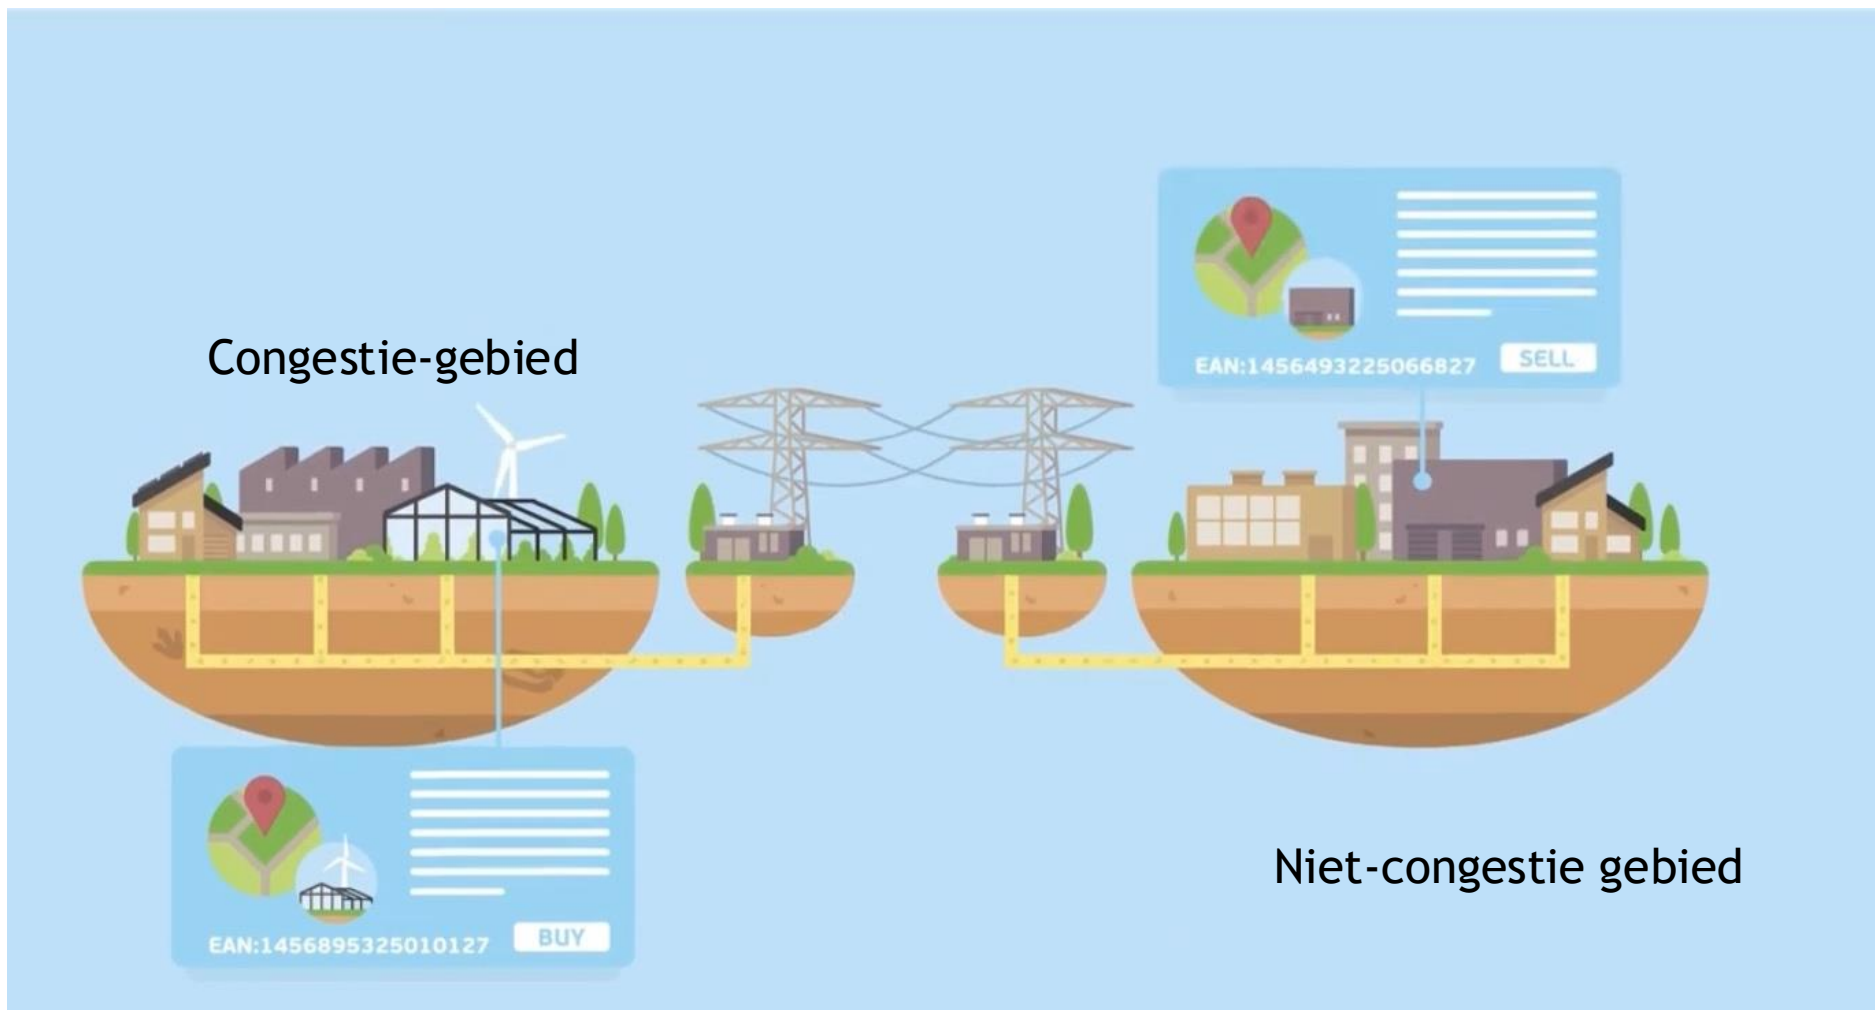 Congestie-gebied
EAN:1456493225066827
SELL
EAN:1456895325010127
BUY
Niet-congestie gebied